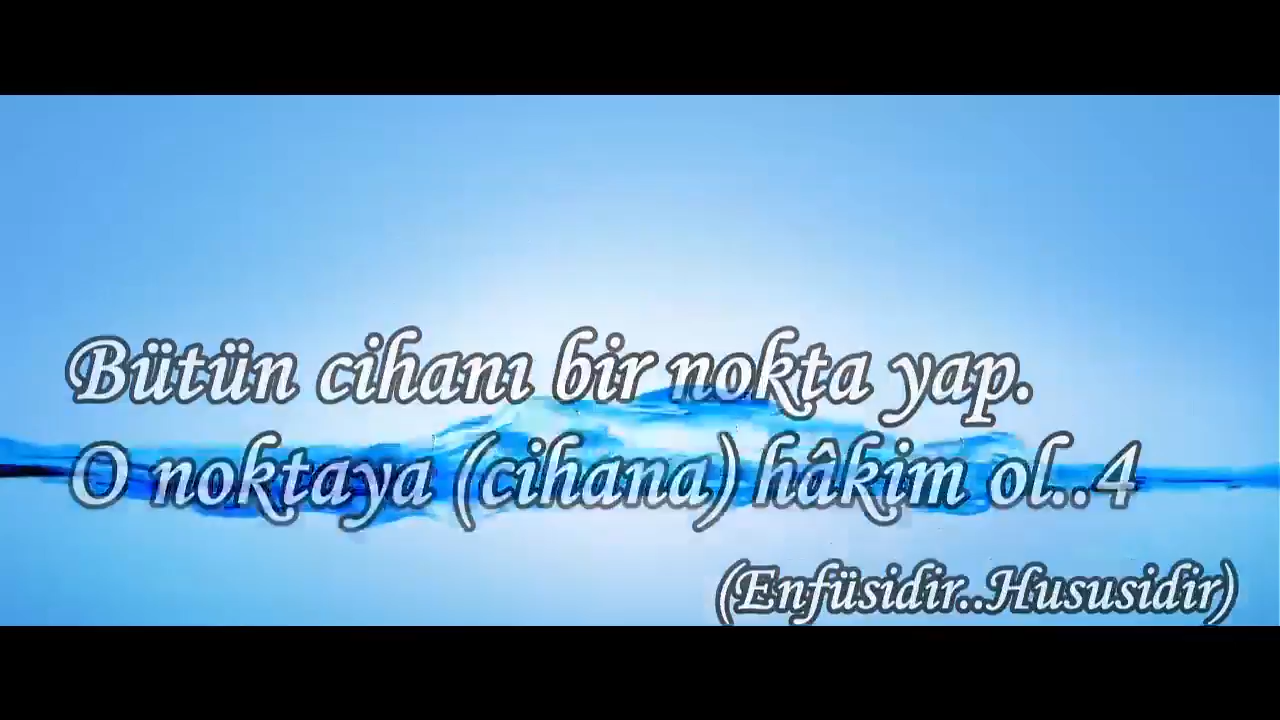 Bütün cihanı bir nokta yap.
O noktaya (cihana) hâkim ol..4
(Enfüsidir..Hususidir)